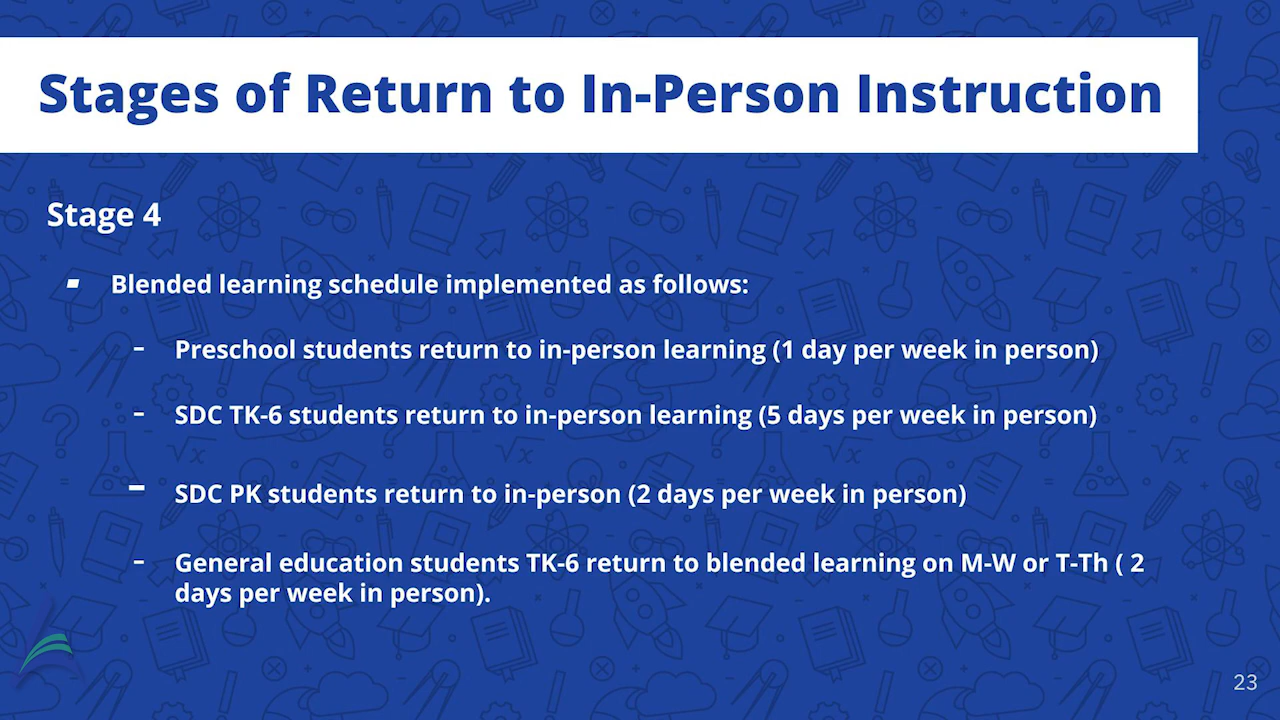 Stages of Return to In-Person Instruction
Stage 4
Blended learning schedule implemented as follows:
- Preschool students return to in-person learning (1 day per week in person)
- SDC TK-6 students return to in-person learning (5 days per week in person)
- SDC PK students return to in-person (2 days per week in person)
- General education students TK-6 return to blended learning on M-W or T-Th ( 2
days per week in person).
23